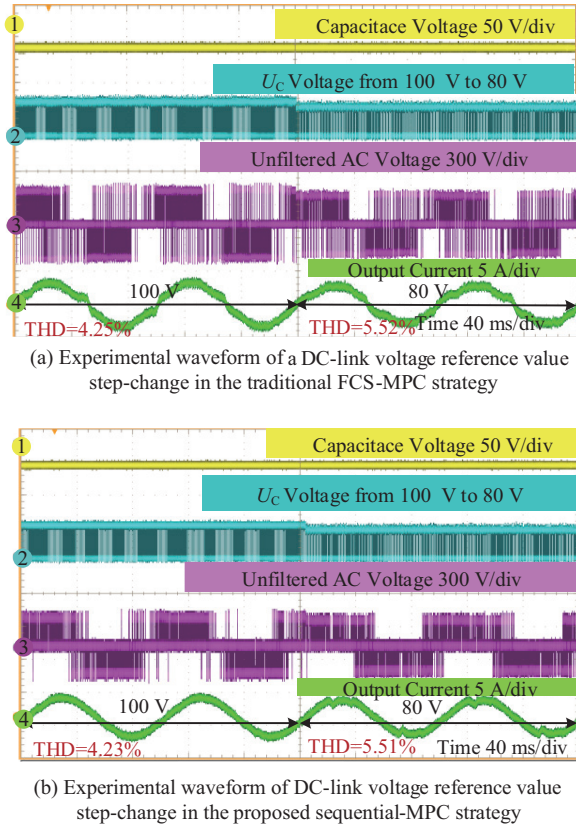 1
Capacitace Voltage 50 V/div
UC Voltage from 100 V to 80 V
2
Unfiltered AC Voltage 300 V/div
3
Output Current 5 A/div
4
100 V
80 V
THD=4.25%
THD=5.52%
Time 40 ms/div
(a) Experimental waveform of a DC-link voltage reference value
step-change in the traditional FCS-MPC strategy
1
Capacitace Voltage 50 V/div
UC Voltage from 100 V to 80 V
2
Unfiltered AC Voltage 300 V/div
3
Output Current 5 A/div
4
100 V
80 V
THD=4.23%
THD=5.51%
Time 40 ms/div
(b) Experimental waveform of DC-link voltage reference value
step-change in the proposed sequential-MPC strategy